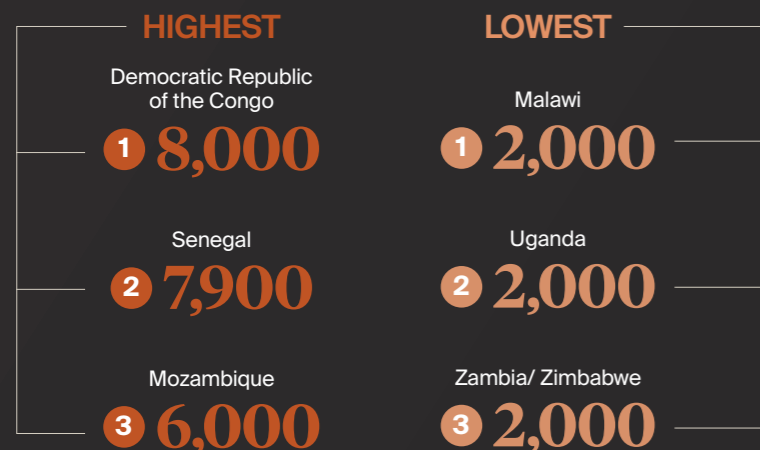 HIGHEST
Democratic Republic
of the Congo
1 8,000
Senegal
2 7,900
Mozambique
3 6,000
LOWEST
Malawi
1 2,000
Uganda
2 2,000
Zambia/ Zimbabwe
3 2,000